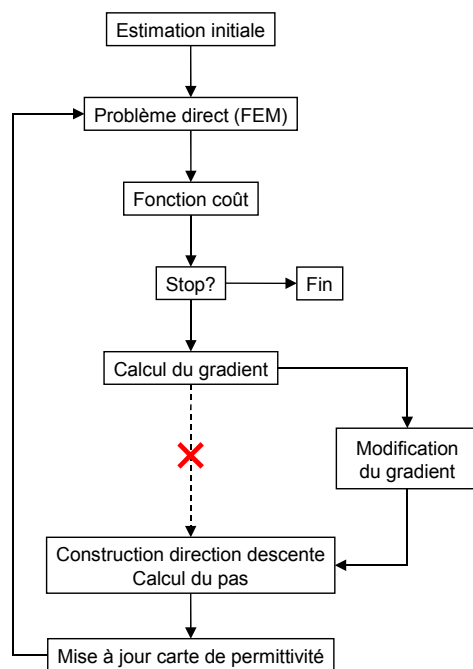 Estimation initiale
Problème direct (FEM)
Fonction coût
Stop?
Fin
Calcul du gradient
Modification
du gradient
Construction direction descente
Calcul du pas
Mise à jour carte de permittivité